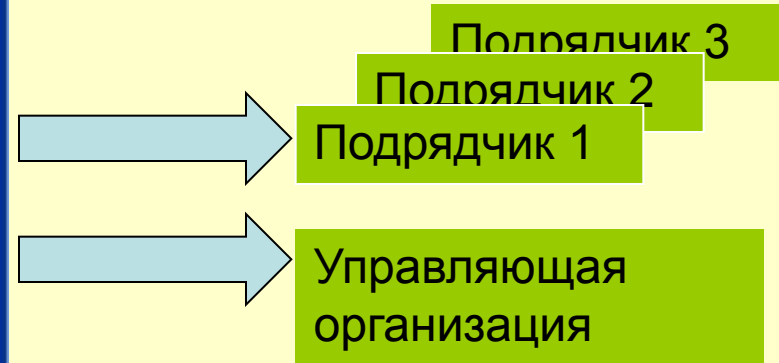 Подрядчик 3
Подрядчик 2
Подрядчик 1
Управляющая
организация